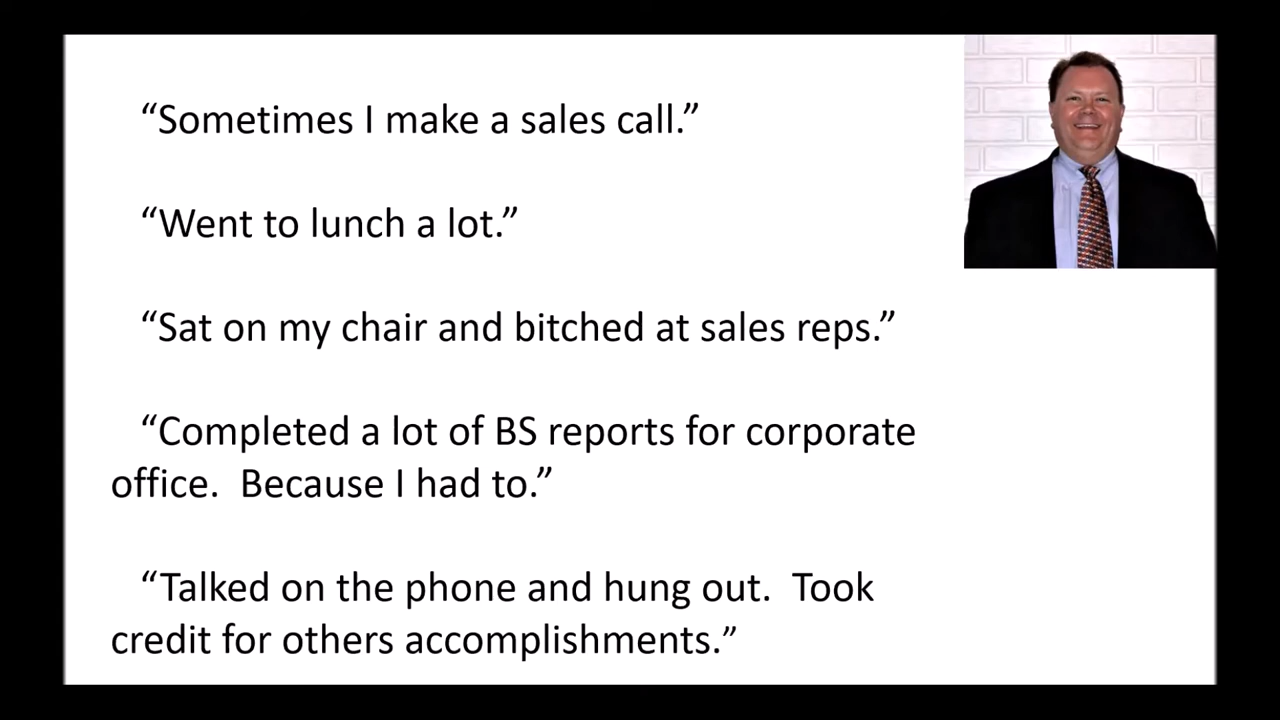 “Sometimes I make a sales call.”
“Went to lunch a lot.”
“Sat on my chair and bitched at sales reps.”
“Completed a lot of BS reports for corporate
office.  Because I had to.”
“Talked on the phone and hung out.  Took
credit for others accomplishments.”